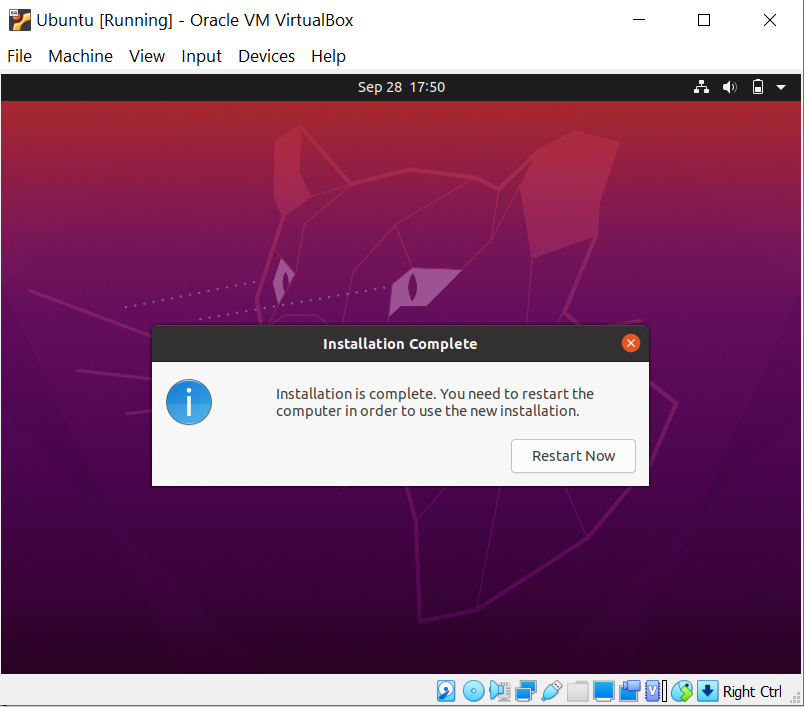 Ubuntu [Running] - Oracle VM VirtualBox
File Machine View Input Devices Help
Sep 28 17:50
Installation Complete
Installation is complete. You need to restart the
computer in order to use the new installation.
Restart Now
Right Ctrl